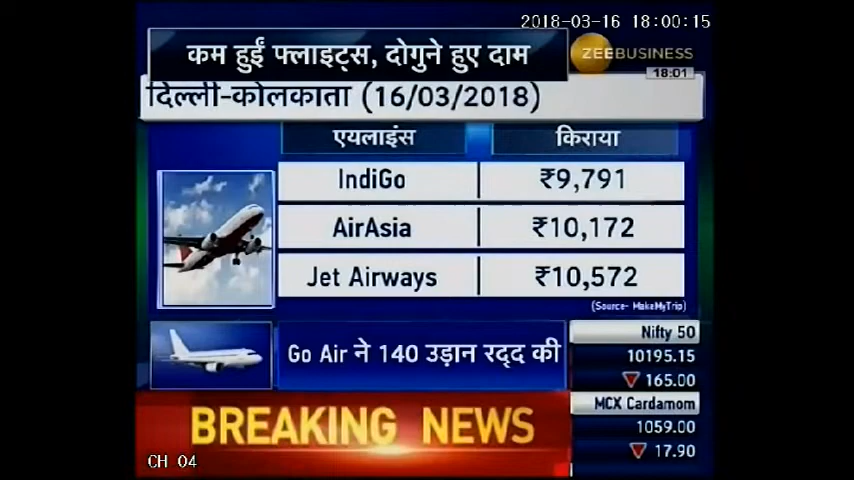 2018-03-16 18:00:15
कम हुईं फ्लाइट्स, दोगुने हुए दाम
ZEEBUSINESS
18:01
दिल्ली-कोलकाता (16/03/2018)
एयलाइंस किराया
IndiGo ₹9,791
AirAsia ₹10,172
Jet Airways ₹10,572
(Source- MakeMyTrip)
Go Air ने 140 उड़ान रद्द की
Nifty 50
10195.15
165.00
MCX Cardamom
1059.00
17.90
BREAKING NEWS
CH 04